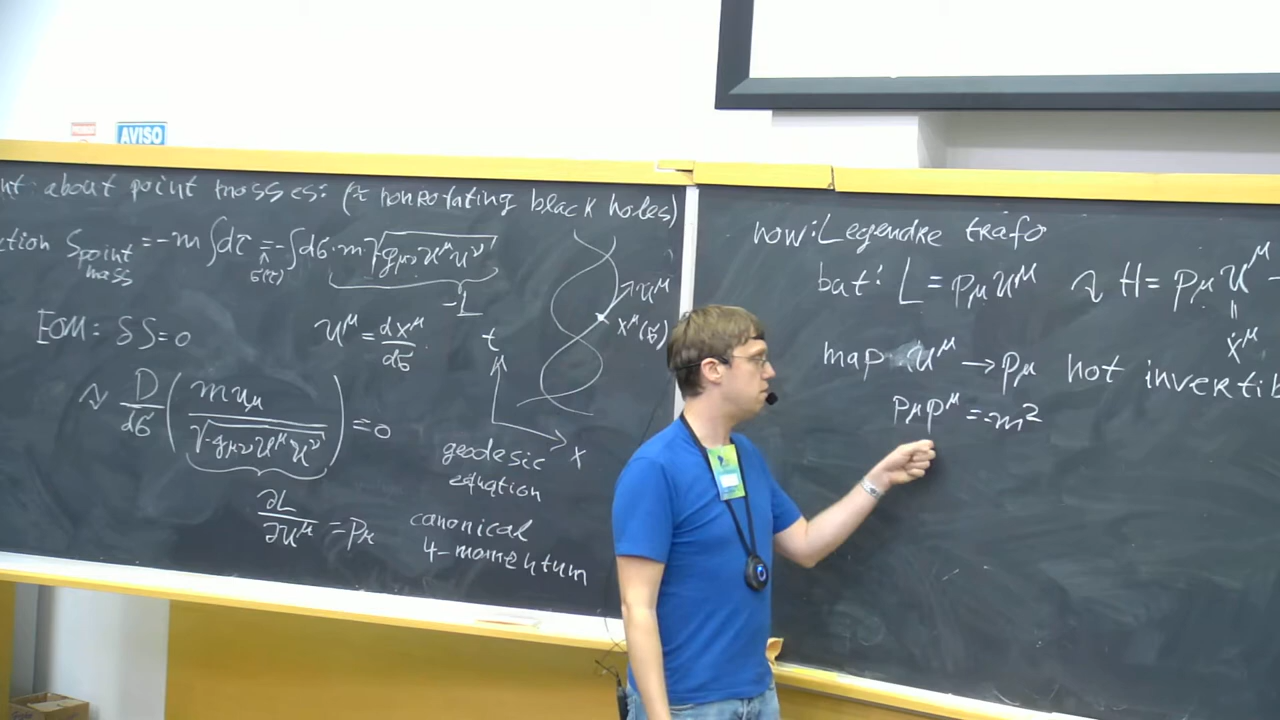 AVISO
nt: about point masses: (≈ nonrotating black holes)
ction S_point mass = -m ∫dτ = -∫dσ m √g_μν u^μ u^ν
σ(τ)
-L
EOM: δS=0
u^μ = dx^μ/dσ
⇝ D/dσ (m u_μ / √-g_μν u^μ u^ν) = 0
∂L/∂u^μ = p_μ
canonical
4-momentum
t
x
u^μ
x^μ(σ)
geodesic
equation
now: Legendre trafo
but: L = p_μ u^μ ⇝ H = p_μ u^μ -
ẋ^μ
map u^μ → p_μ not invertib
p_μ p^μ = -m^2